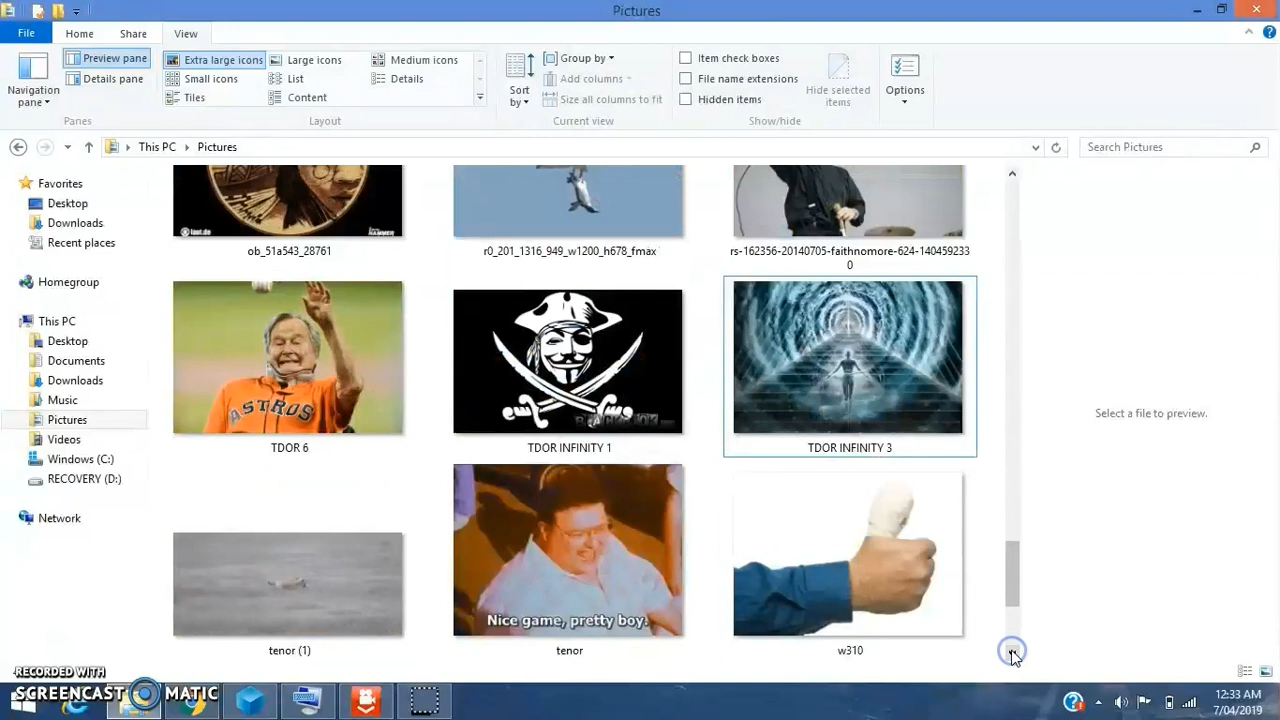 Pictures
File Home Share View
Preview pane
Details pane
Navigation pane
Panes
Extra large icons Large icons Medium icons
Small icons List Details
Tiles Content
Layout
Sort by
Group by
Add columns
Size all columns to fit
Current view
Item check boxes
File name extensions
Hidden items
Hide selected items
Show/hide
Options
This PC Pictures
Search Pictures
Favorites
Desktop
Downloads
Recent places
Homegroup
This PC
Desktop
Documents
Downloads
Music
Pictures
Videos
Windows (C:)
RECOVERY (D:)
Network
ob_51a543_28761
r0_201_1316_949_w1200_h678_fmax
rs-162356-20140705-faithnomore-624-140459233
0
ASTROS
TDOR 6
TDOR INFINITY 1
TDOR INFINITY 3
Nice game, pretty boy.
tenor (1)
tenor
w310
Select a file to preview.
RECORDED WITH
SCREENCAST MATIC
12:33 AM
7/04/2019